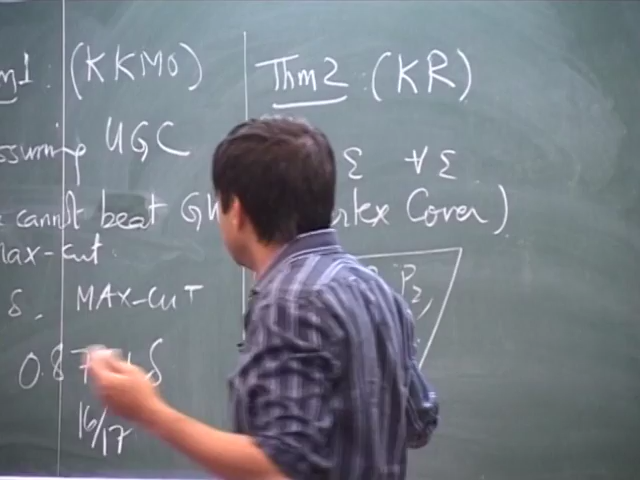 m1 : (KKMO)
ssuming UGC
cannot beat GW
max-cut.
δ. MAX-CUT
0.87 + δ
16/17
Thm2 : (KR)
ε ∀ε
rtex Cover)
P2,